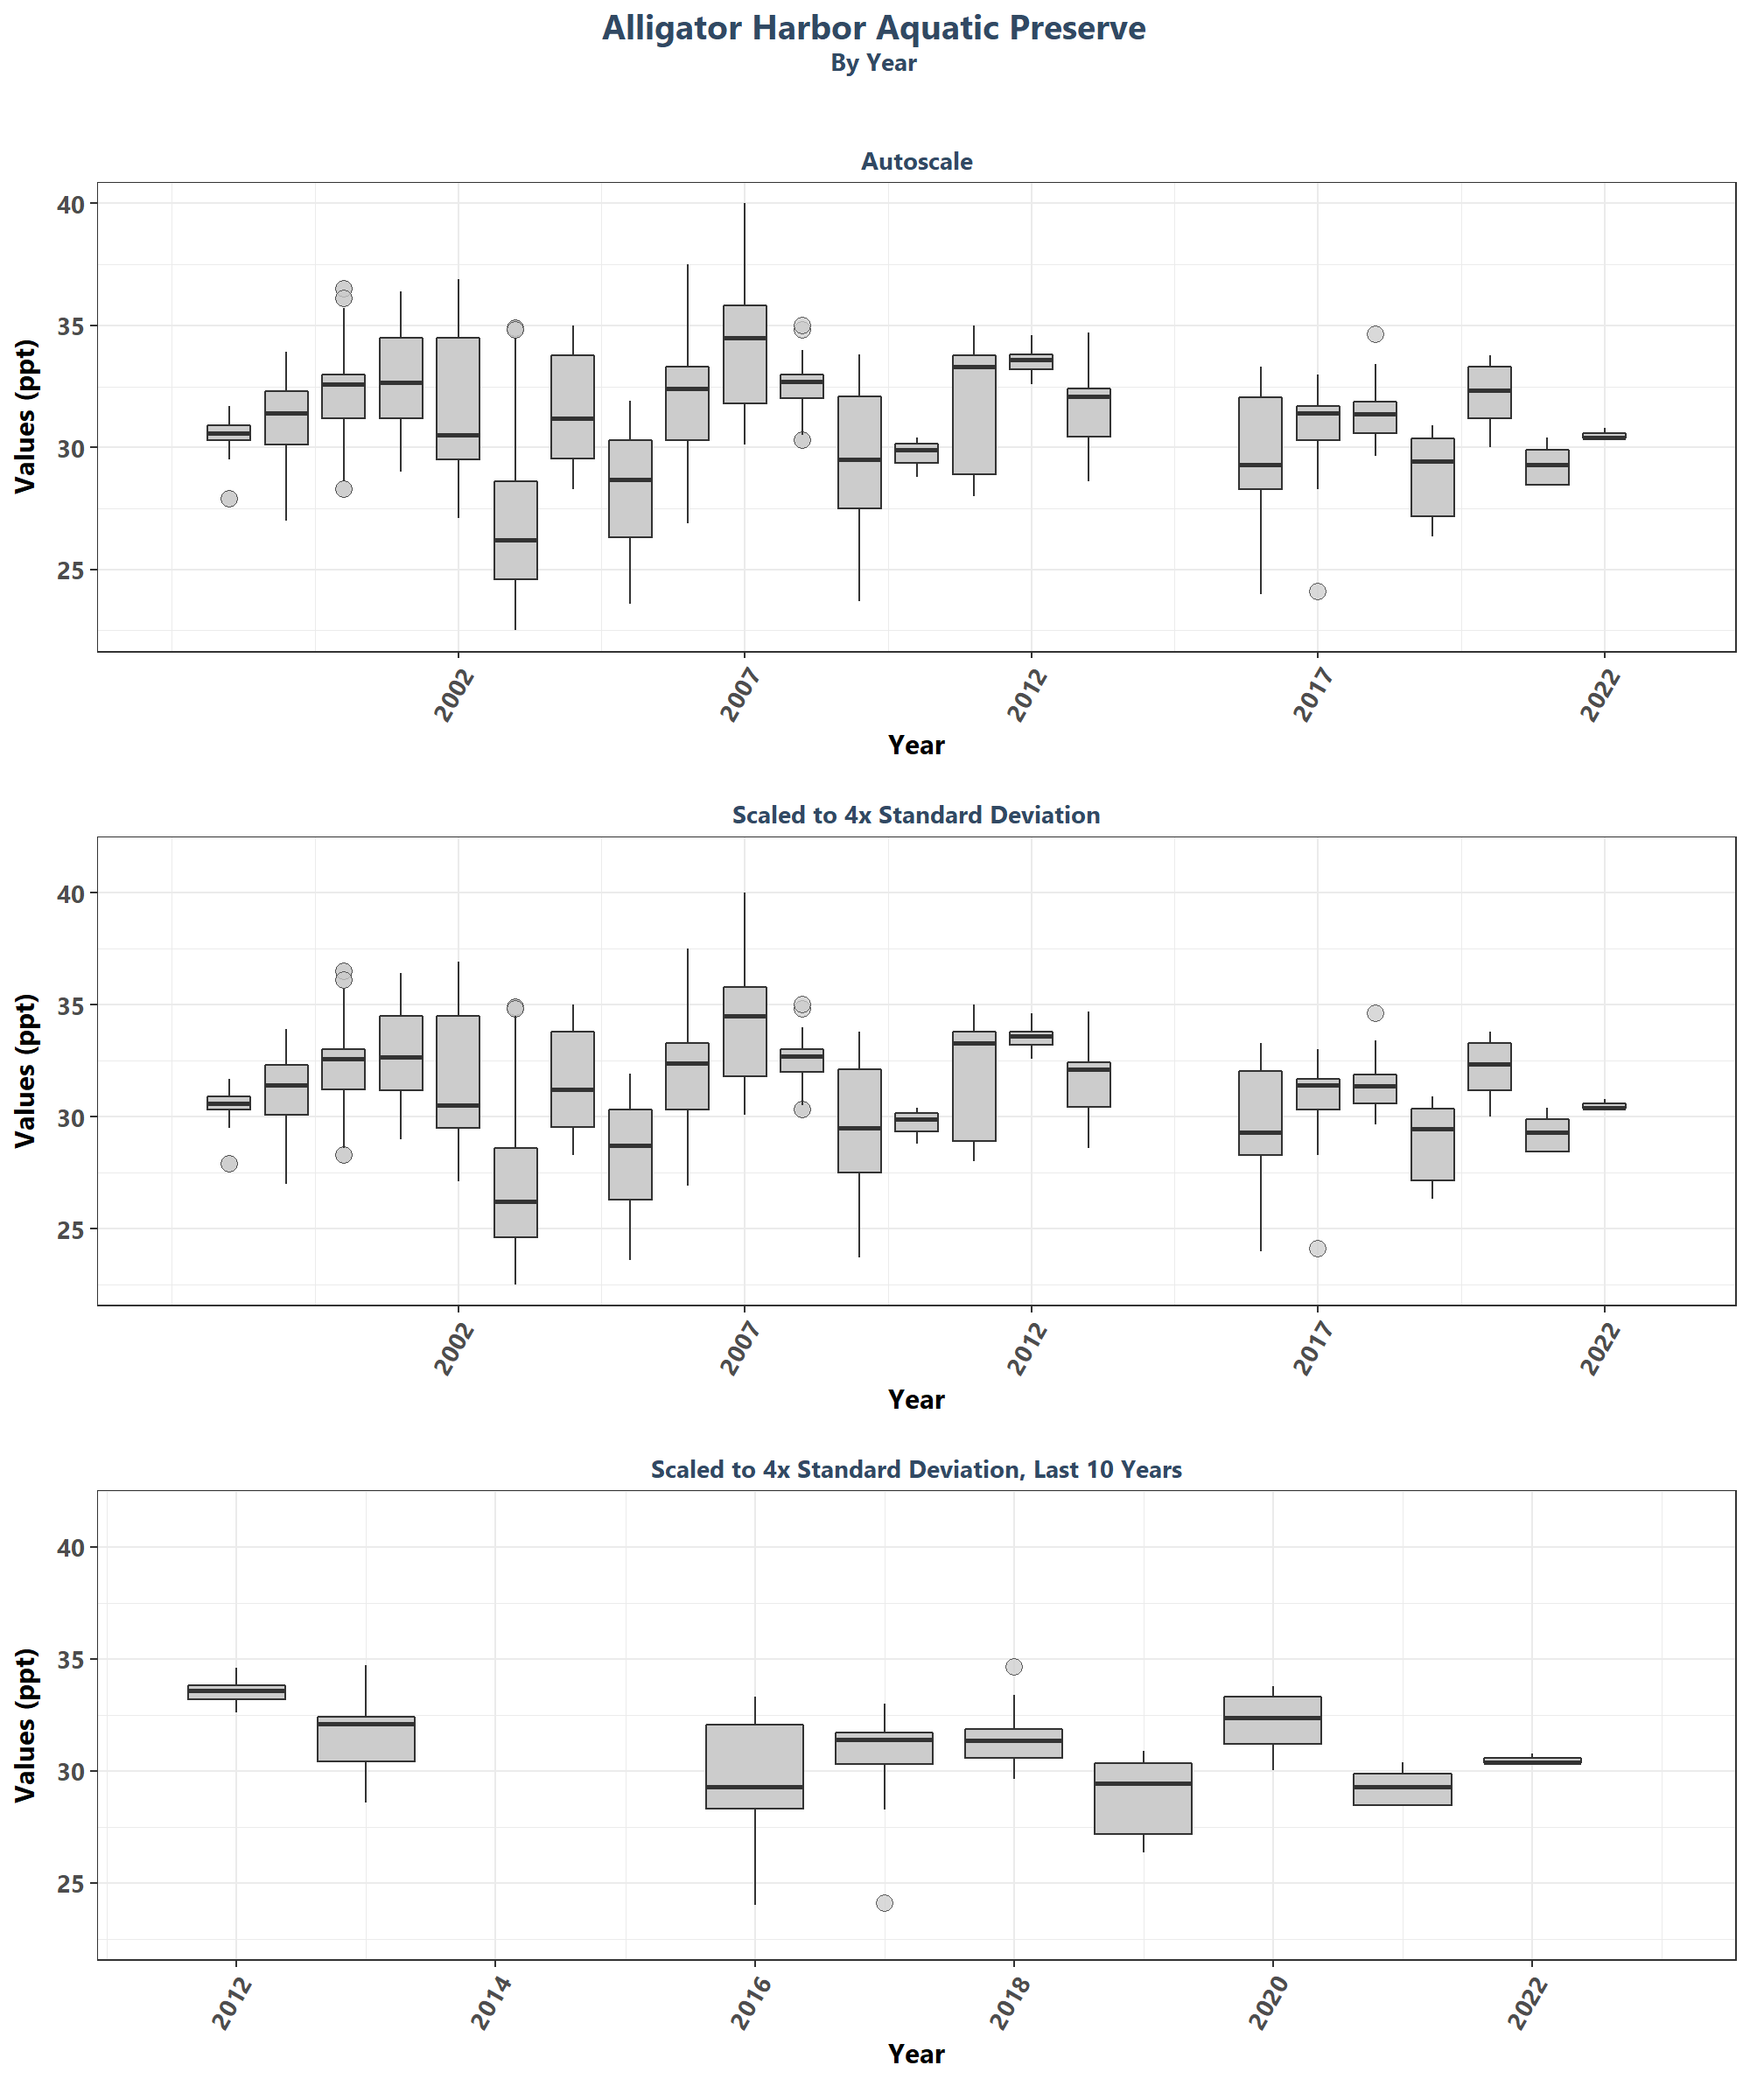 Alligator Harbor Aquatic Preserve
By Year
Autoscale
Values (ppt)
40
35
30
25
2002
2007
2012
2017
2022
Year
Scaled to 4x Standard Deviation
Values (ppt)
40
35
30
25
2002
2007
2012
2017
2022
Year
Scaled to 4x Standard Deviation, Last 10 Years
Values (ppt)
40
35
30
25
2012
2014
2016
2018
2020
2022
Year